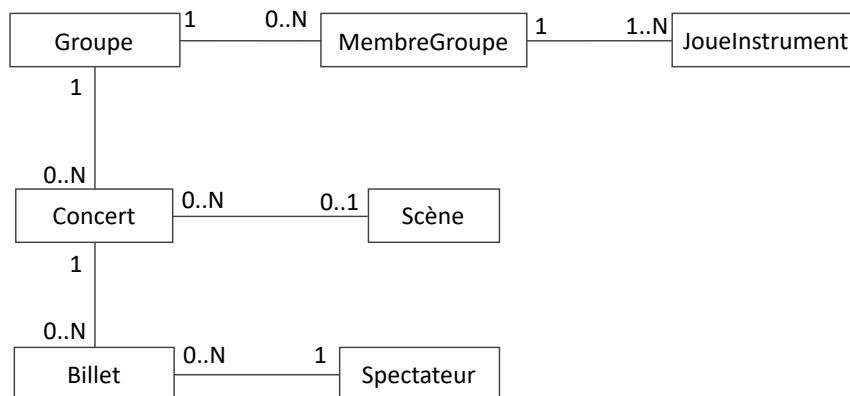 Groupe 1 0..N MembreGroupe 1 1..N JoueInstrument
1
0..N
Concert 0..N 0..1 Scène
1
0..N
Billet 0..N 1 Spectateur